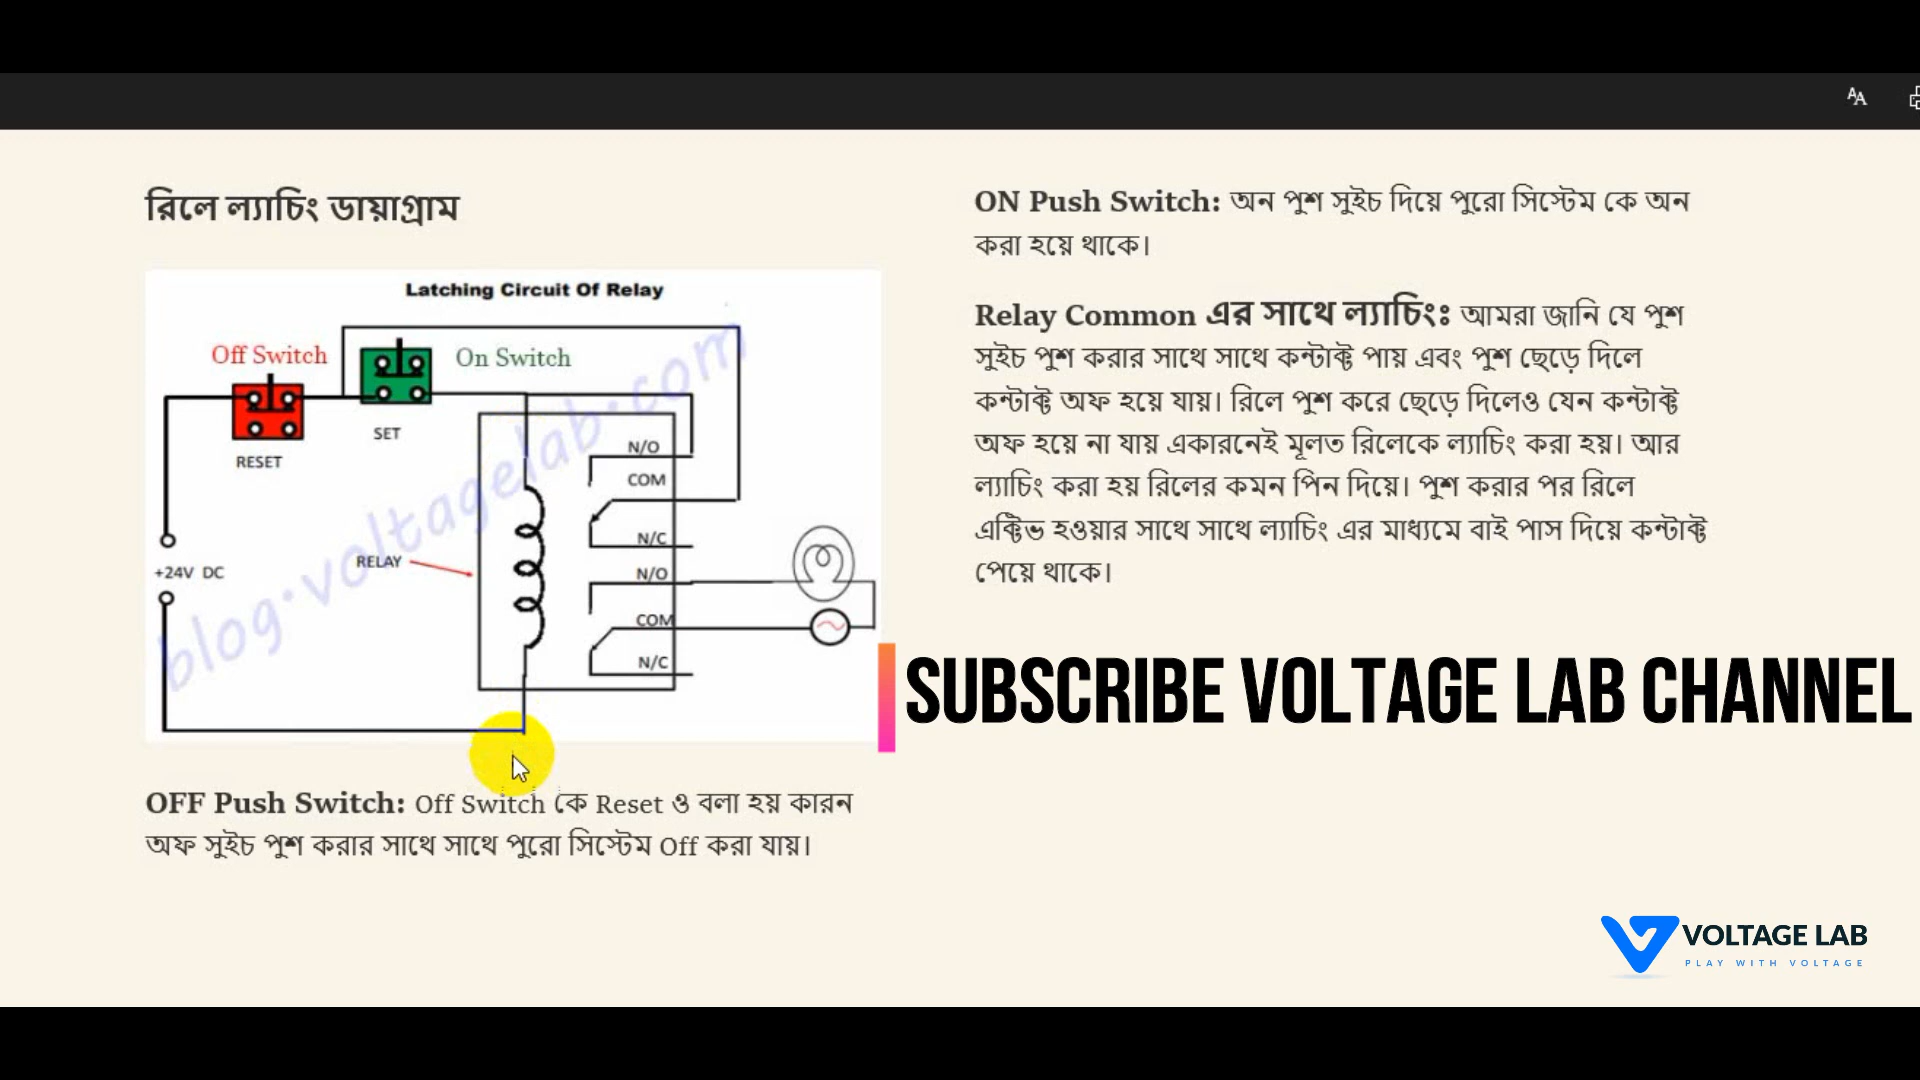 রিলে ল্যাচিং ডায়াগ্রাম
Latching Circuit Of Relay
Off Switch
On Switch
SET
RESET
N/O
COM
N/C
RELAY
+24V DC
N/O
COM
N/C
blog.voltagelab.com
OFF Push Switch: Off Switch কে Reset ও বলা হয় কারন
অফ সুইচ পুশ করার সাথে সাথে পুরো সিস্টেম Off করা যায়।
ON Push Switch: অন পুশ সুইচ দিয়ে পুরো সিস্টেম কে অন
করা হয়ে থাকে।
Relay Common এর সাথে ল্যাচিংঃ আমরা জানি যে পুশ
সুইচ পুশ করার সাথে সাথে কন্টাক্ট পায় এবং পুশ ছেড়ে দিলে
কন্টাক্ট অফ হয়ে যায়। রিলে পুশ করে ছেড়ে দিলেও যেন কন্টাক্ট
অফ হয়ে না যায় একারনেই মূলত রিলেকে ল্যাচিং করা হয়। আর
ল্যাচিং করা হয় রিলের কমন পিন দিয়ে। পুশ করার পর রিলে
এক্টিভ হওয়ার সাথে সাথে ল্যাচিং এর মাধ্যমে বাই পাস দিয়ে কন্টাক্ট
পেয়ে থাকে।
SUBSCRIBE VOLTAGE LAB CHANNEL
VOLTAGE LAB
PLAY WITH VOLTAGE